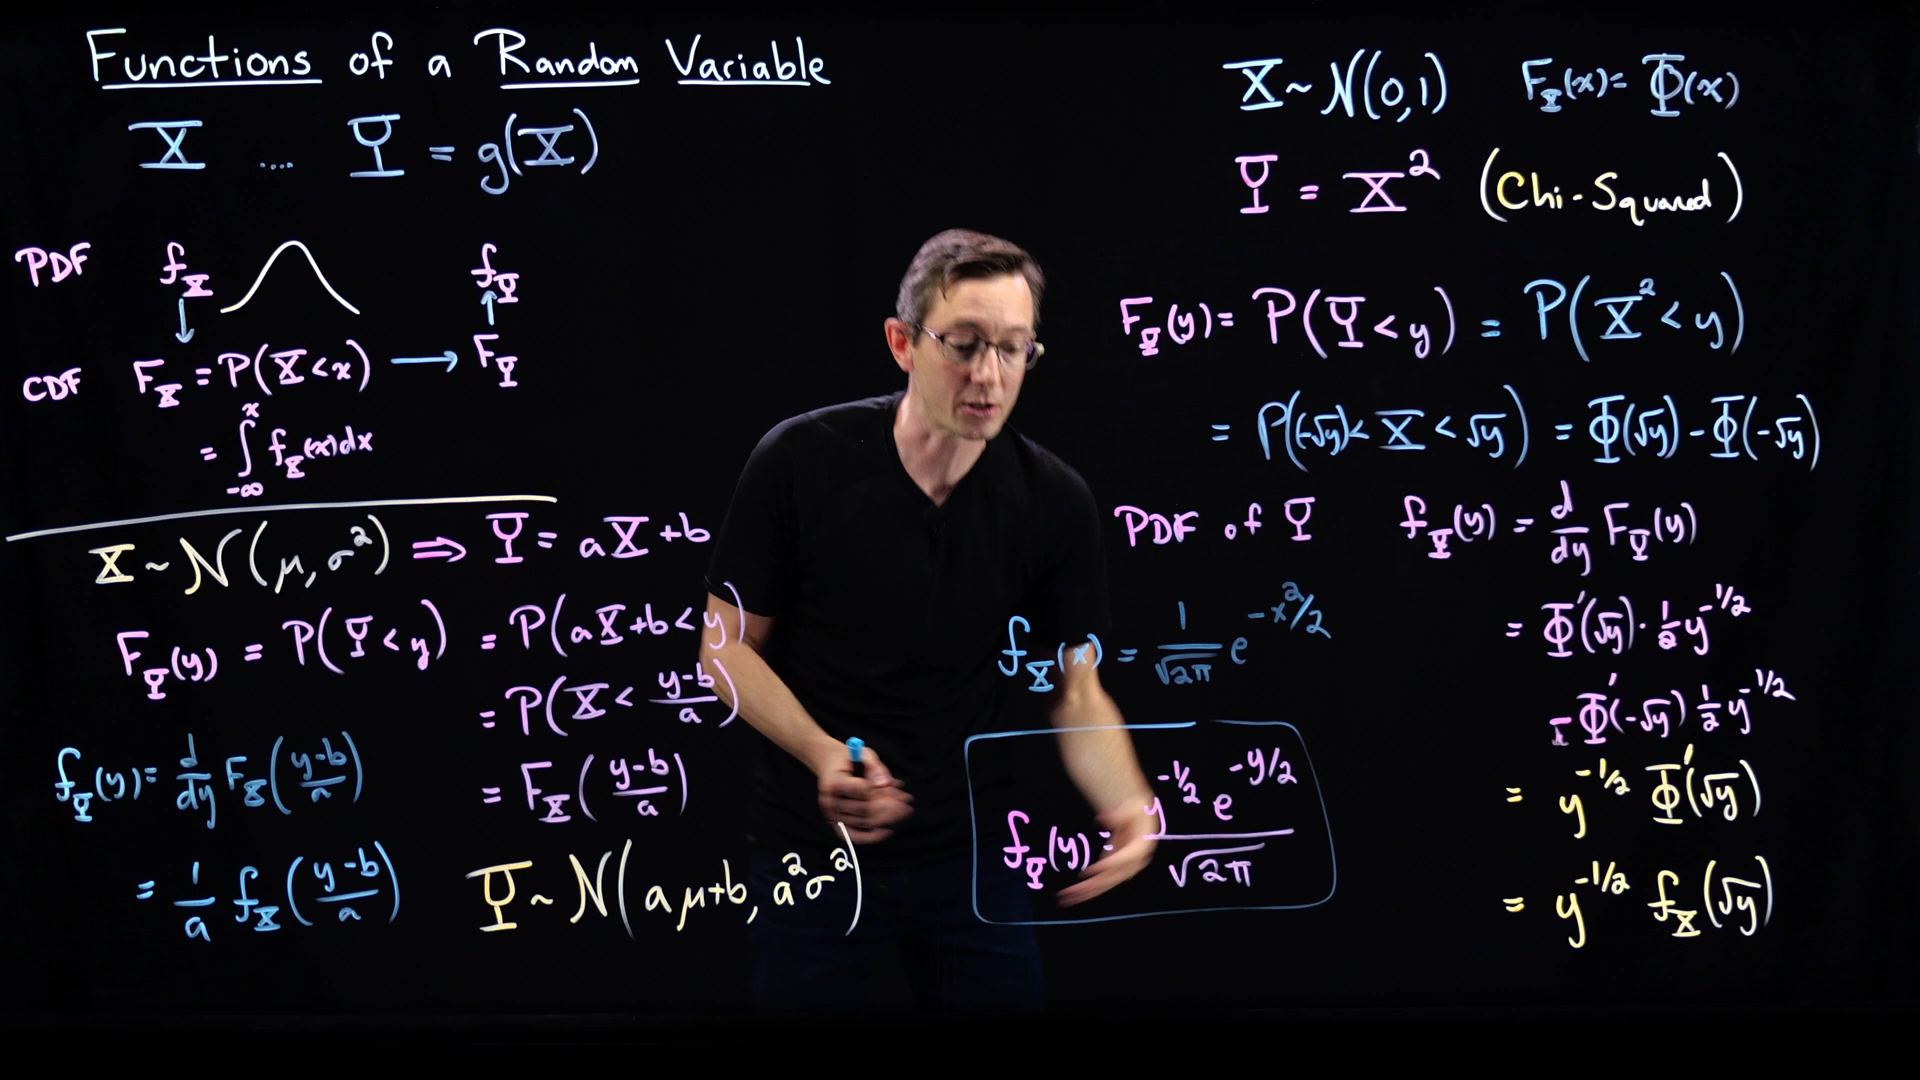 Functions of a Random Variable
X .... Y = g(X)
PDF f_X f_Y
↓ ↑
CDF F_X = P(X < x) → F_Y
= ∫_{-∞}^{x} f_X(x)dx
X ~ N(μ, σ²) ⇒ Y = aX + b
F_Y(y) = P(Y < y) = P(aX + b < y)
= P(X < (y-b)/a)
= F_X((y-b)/a)
f_Y(y) = d/dy F_X((y-b)/a)
= 1/a f_X((y-b)/a)
Y ~ N(aμ+b, a²σ²)
X ~ N(0,1) F_X(x) = Φ(x)
Y = X² (Chi-Squared)
F_Y(y) = P(Y < y) = P(X² < y)
= P(-√y < X < √y) = Φ(√y) - Φ(-√y)
PDF of Y f_Y(y) = d/dy F_Y(y)
= Φ'(√y) · ½ y^{-1/2}
- Φ'(-√y) ½ y^{-1/2}
= y^{-1/2} Φ'(√y)
= y^{-1/2} f_X(√y)
f_X(x) = 1/√2π e^{-x²/2}
f_Y(y) = y^{-1/2} e^{-y/2} / √2π